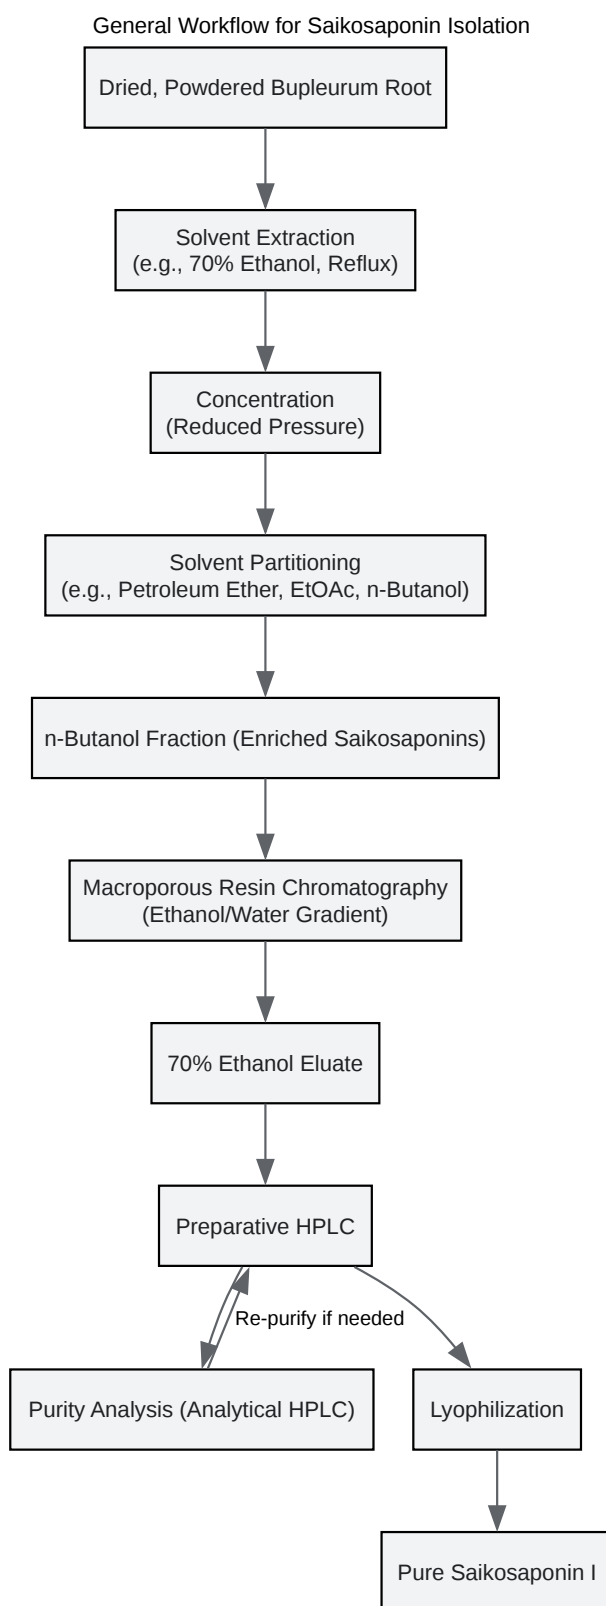 General Workflow for Saikosaponin Isolation
Dried, Powdered Bupleurum Root
Solvent Extraction
(e.g., 70% Ethanol, Reflux)
Concentration
(Reduced Pressure)
Solvent Partitioning
(e.g., Petroleum Ether, EtOAc, n-Butanol)
n-Butanol Fraction (Enriched Saikosaponins)
Macroporous Resin Chromatography
(Ethanol/Water Gradient)
70% Ethanol Eluate
Preparative HPLC
Re-purify if needed
Purity Analysis (Analytical HPLC)
Lyophilization
Pure Saikosaponin I